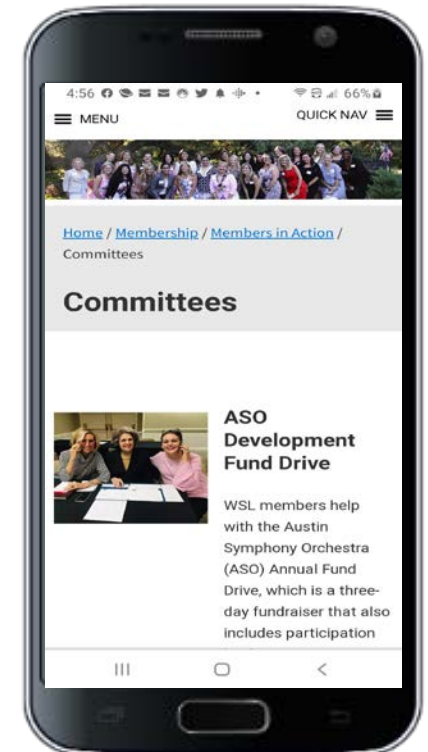 4:56 66%
MENU QUICK NAV
Home / Membership / Members in Action /
Committees
Committees
ASO
Development
Fund Drive
WSL members help
with the Austin
Symphony Orchestra
(ASO) Annual Fund
Drive, which is a three-
day fundraiser that also
includes participation